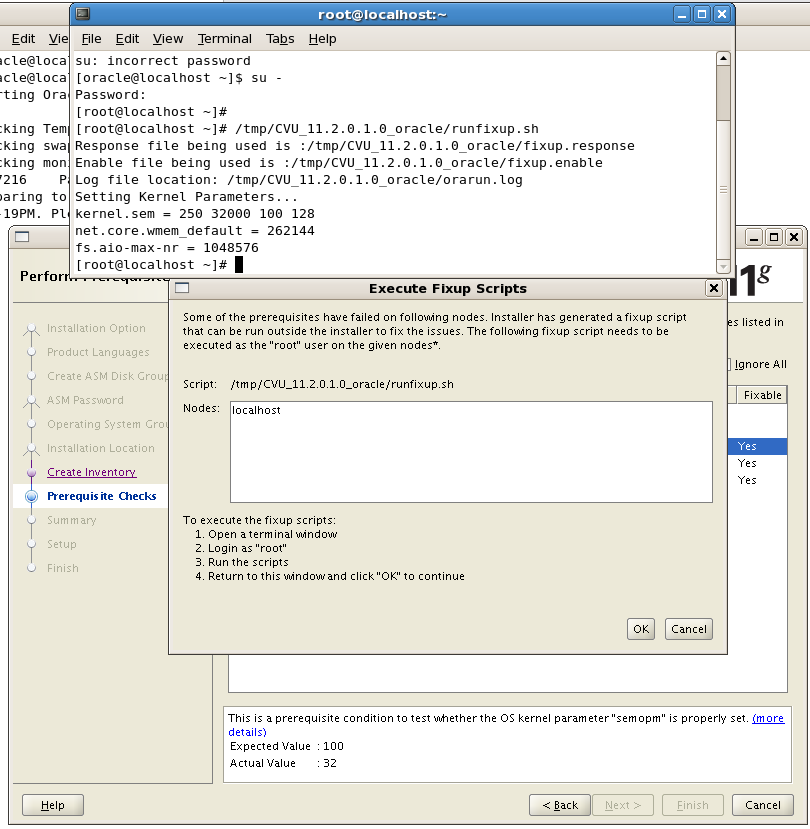 root@localhost:~
Edit Vie
File Edit View Terminal Tabs Help
su: incorrect password
[oracle@localhost ~]$ su -
Password:
[root@localhost ~]#
[root@localhost ~]# /tmp/CVU_11.2.0.1.0_oracle/runfixup.sh
Response file being used is :/tmp/CVU_11.2.0.1.0_oracle/fixup.response
Enable file being used is :/tmp/CVU_11.2.0.1.0_oracle/fixup.enable
Log file location: /tmp/CVU_11.2.0.1.0_oracle/orarun.log
Setting Kernel Parameters...
kernel.sem = 250 32000 100 128
net.core.wmem_default = 262144
fs.aio-max-nr = 1048576
[root@localhost ~]#
acle@loca
acle@loca
rting Ora
cking Tem
cking swa
cking moni
7216 Pa
paring to
-19PM. Pl
Perform Prerequisite
11g
Installation Option
Product Languages
Create ASM Disk Group
ASM Password
Operating System Grou
Installation Location
Create Inventory
Prerequisite Checks
Summary
Setup
Finish
Execute Fixup Scripts
Some of the prerequisites have failed on following nodes. Installer has generated a fixup script
that can be run outside the installer to fix the issues. The following fixup script needs to be
executed as the "root" user on the given nodes*.
Script: /tmp/CVU_11.2.0.1.0_oracle/runfixup.sh
Nodes: localhost
To execute the fixup scripts:
1. Open a terminal window
2. Login as "root"
3. Run the scripts
4. Return to this window and click "OK" to continue
OK Cancel
es listed in
Ignore All
Fixable
Yes
Yes
Yes
This is a prerequisite condition to test whether the OS kernel parameter "semopm" is properly set. (more
details)
Expected Value : 100
Actual Value : 32
Help < Back Next > Finish Cancel